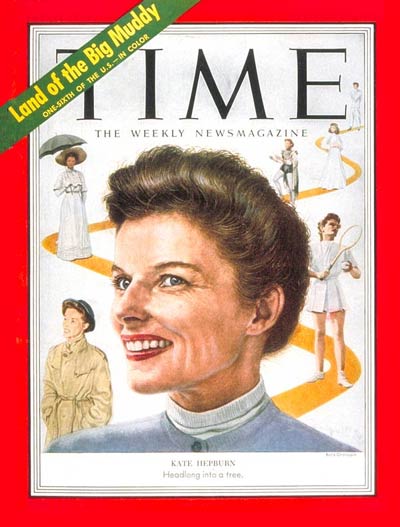 Land of the Big Muddy
ONE-SIXTH OF THE U.S.—IN COLOR
TIME
THE WEEKLY NEWSMAGAZINE
KATE HEPBURN
Headlong into a tree.